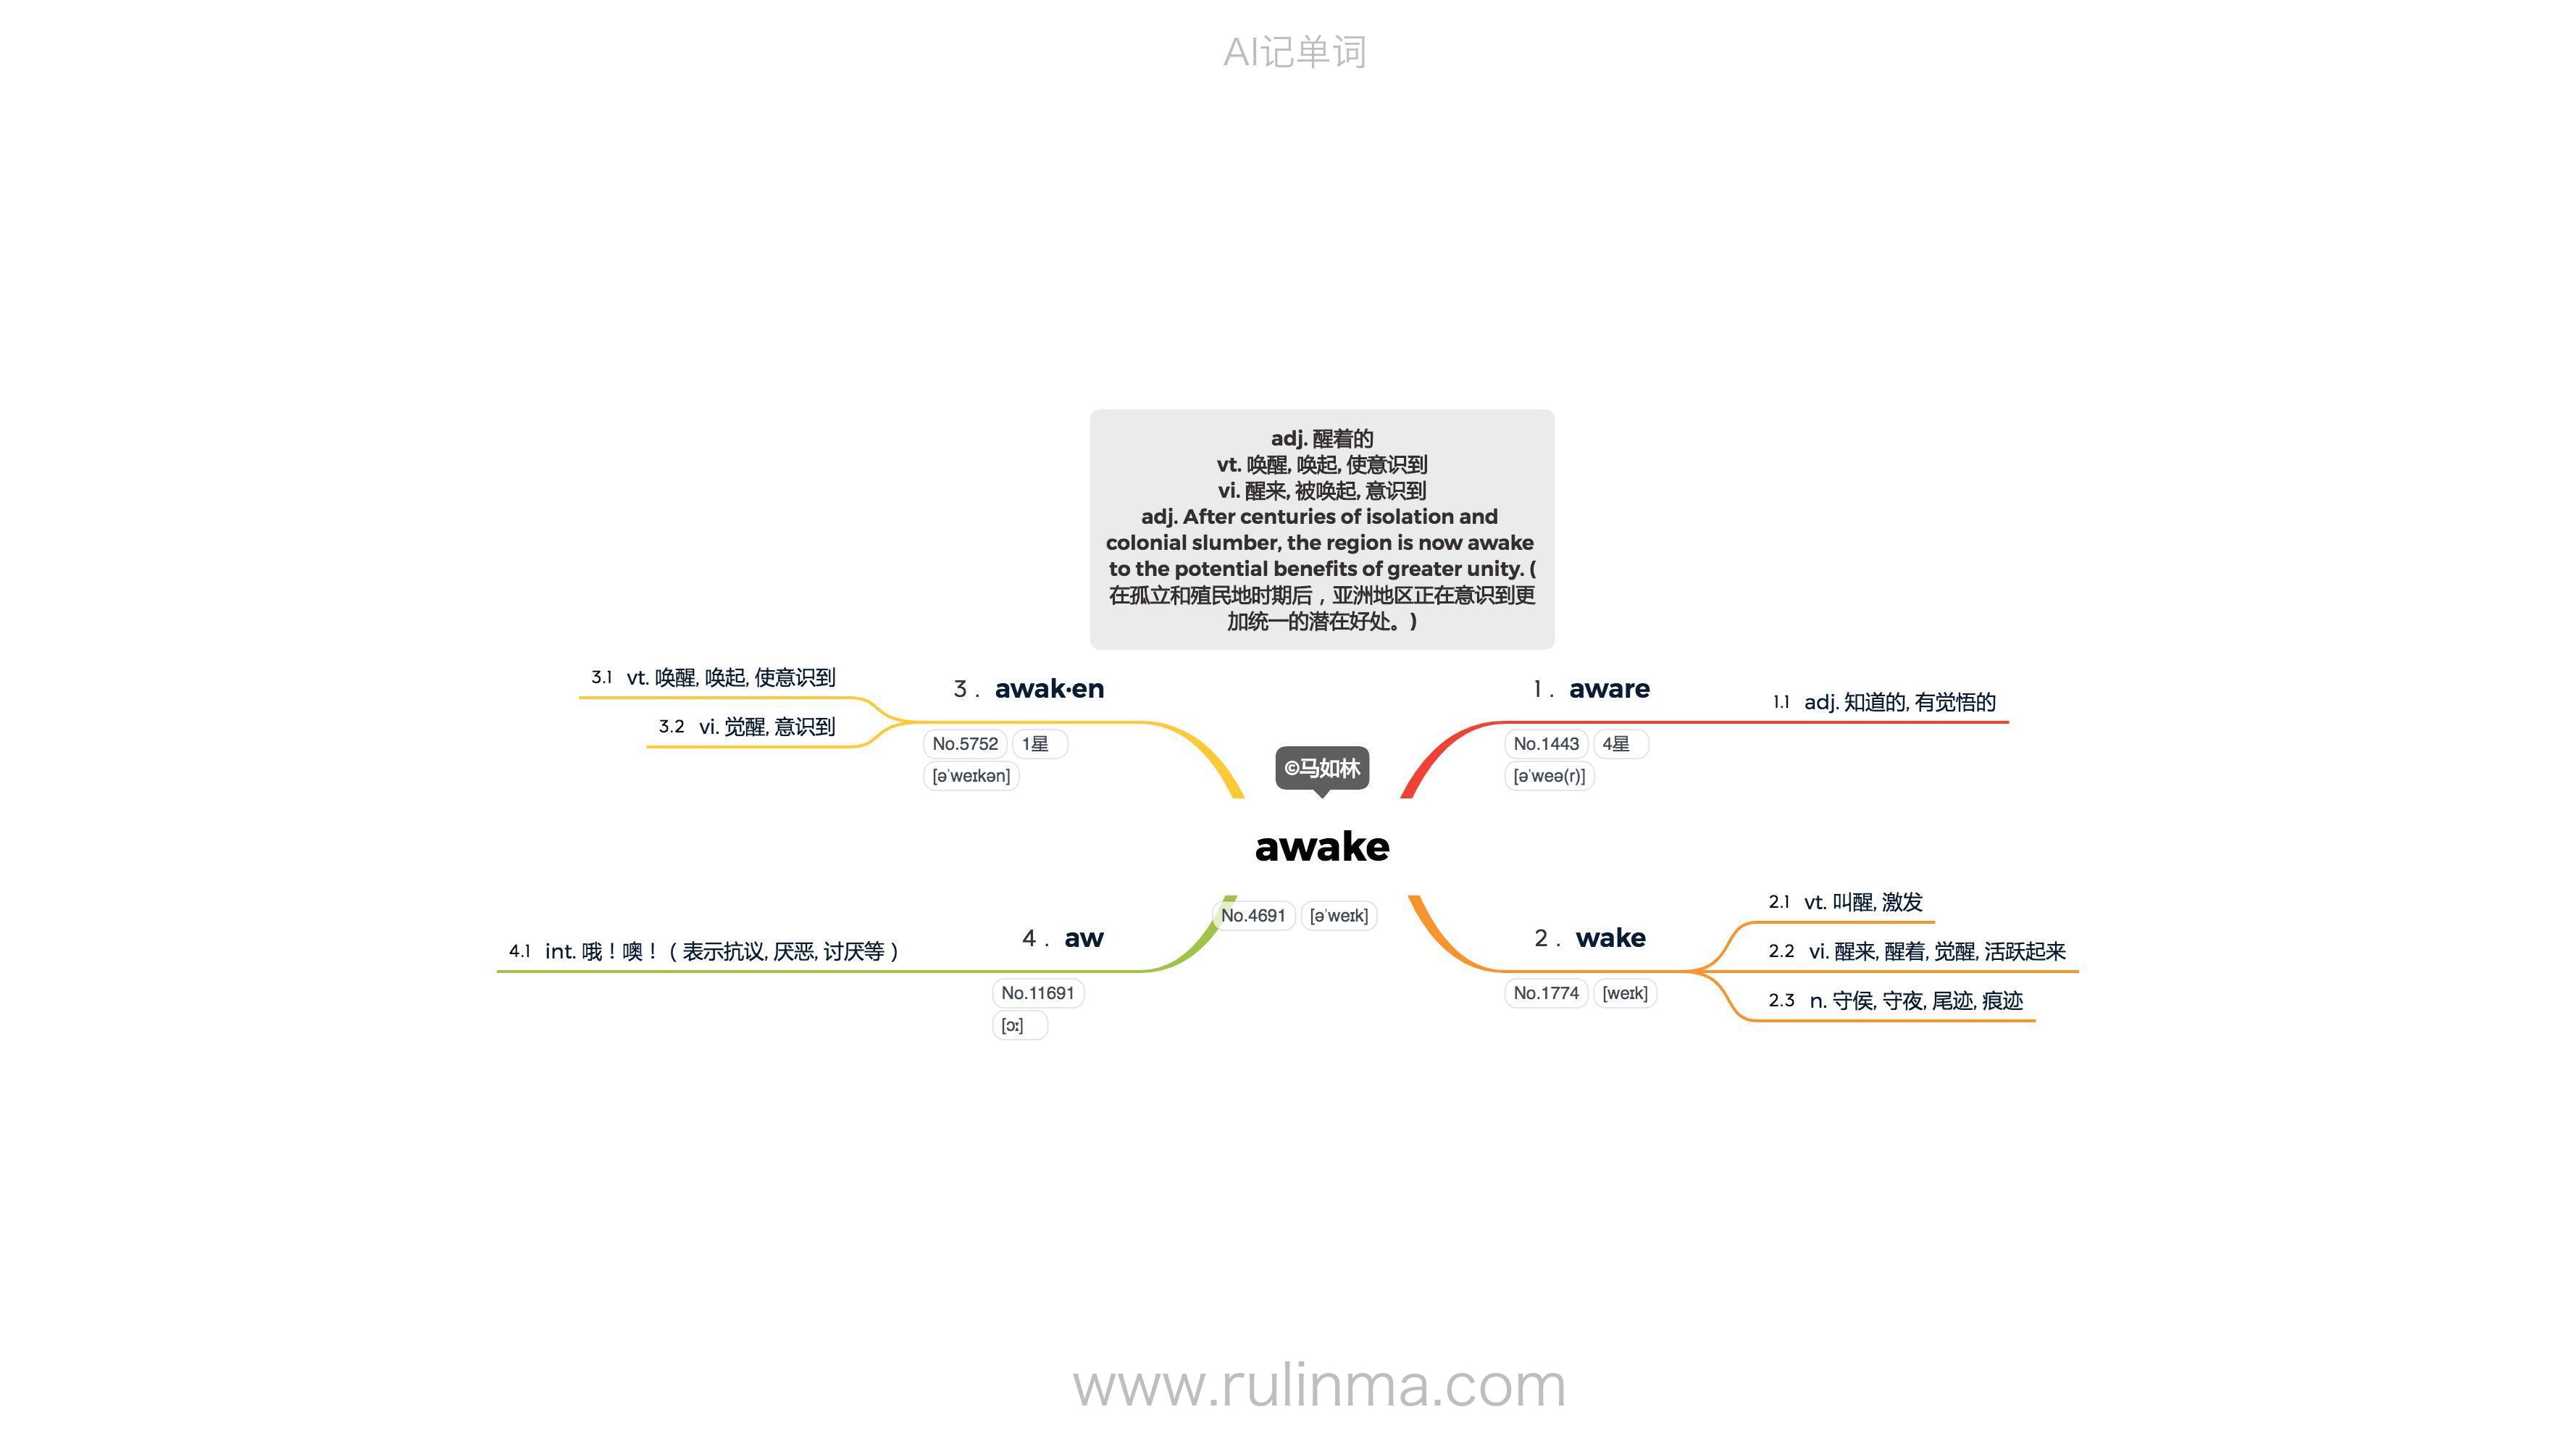 AI记单词
adj. 醒着的
vt. 唤醒, 唤起, 使意识到
vi. 醒来, 被唤起, 意识到
adj. After centuries of isolation and
colonial slumber, the region is now awake
to the potential benefits of greater unity. (
在孤立和殖民地时期后，亚洲地区正在意识到更
加统一的潜在好处。)
©马如林
awake
No.4691 [əˈweɪk]
1. aware
No.1443 4星
[əˈweə(r)]
1.1 adj. 知道的, 有觉悟的
2. wake
No.1774 [weɪk]
2.1 vt. 叫醒, 激发
2.2 vi. 醒来, 醒着, 觉醒, 活跃起来
2.3 n. 守侯, 守夜, 尾迹, 痕迹
3. awak·en
No.5752 1星
[əˈweɪkən]
3.1 vt. 唤醒, 唤起, 使意识到
3.2 vi. 觉醒, 意识到
4. aw
No.11691
[ɔː]
4.1 int. 哦！噢！（表示抗议, 厌恶, 讨厌等）
www.rulinma.com